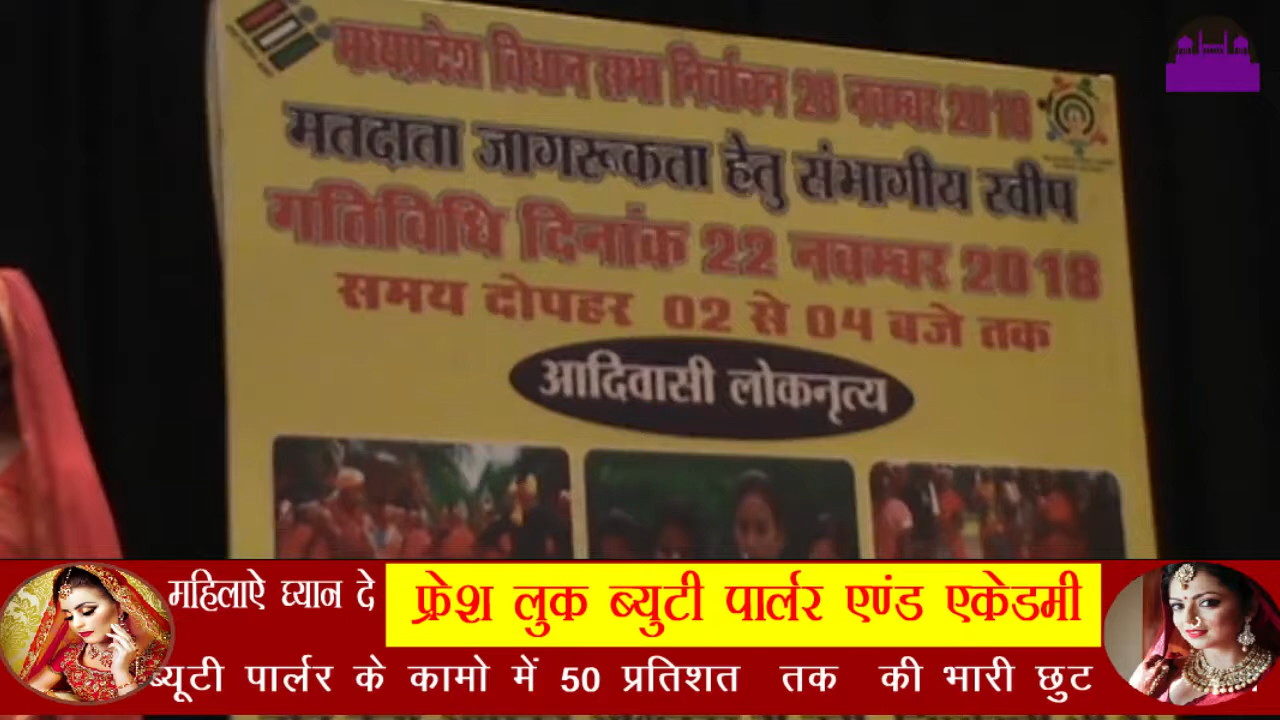 मध्यप्रदेश विधान सभा निर्वाचन 28 नवम्बर 2018
मतदाता जागरूकता हेतु संभागीय स्वीप
गतिविधि दिनांक 22 नवम्बर 2018
समय दोपहर 02 से 04 बजे तक
आदिवासी लोकनृत्य
महिलाऐ घ्यान दे
फ्रेश लुक ब्युटी पार्लर एण्ड एकेडमी
ब्यूटी पार्लर के कामो में 50 प्रतिशत तक की भारी छुट